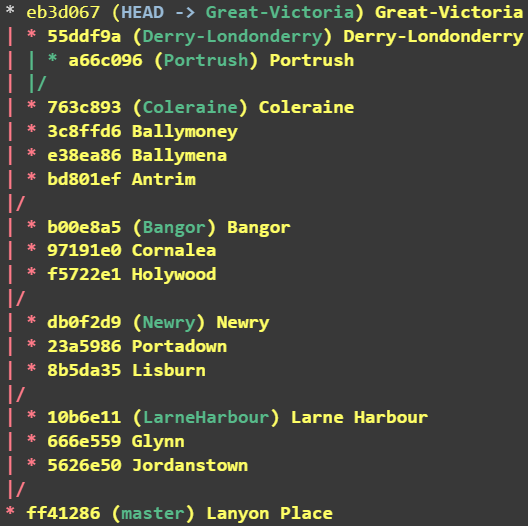 * eb3d067 (HEAD -> Great-Victoria) Great-Victoria
| * 55ddf9a (Derry-Londonderry) Derry-Londonderry
| | * a66c096 (Portrush) Portrush
| |/
| * 763c893 (Coleraine) Coleraine
| * 3c8ffd6 Ballymoney
| * e38ea86 Ballymena
| * bd801ef Antrim
|/
| * b00e8a5 (Bangor) Bangor
| * 97191e0 Cornalea
| * f5722e1 Holywood
|/
| * db0f2d9 (Newry) Newry
| * 23a5986 Portadown
| * 8b5da35 Lisburn
|/
| * 10b6e11 (LarneHarbour) Larne Harbour
| * 666e559 Glynn
| * 5626e50 Jordanstown
|/
* ff41286 (master) Lanyon Place